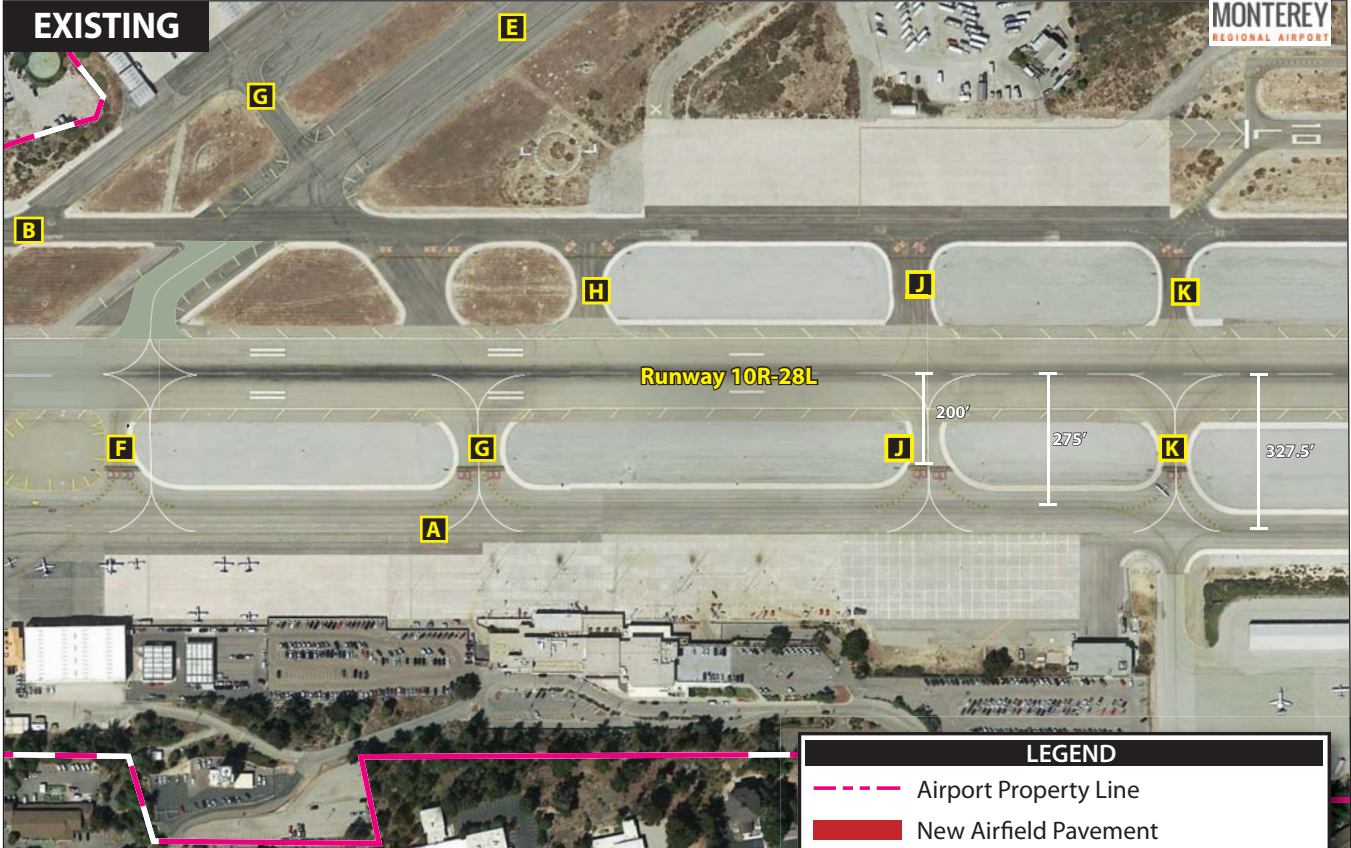 EXISTING
MONTEREY
REGIONAL AIRPORT
E
G
B
H
J
K
Runway 10R-28L
200'
F
G
J
275'
K
327.5'
A
LEGEND
Airport Property Line
New Airfield Pavement